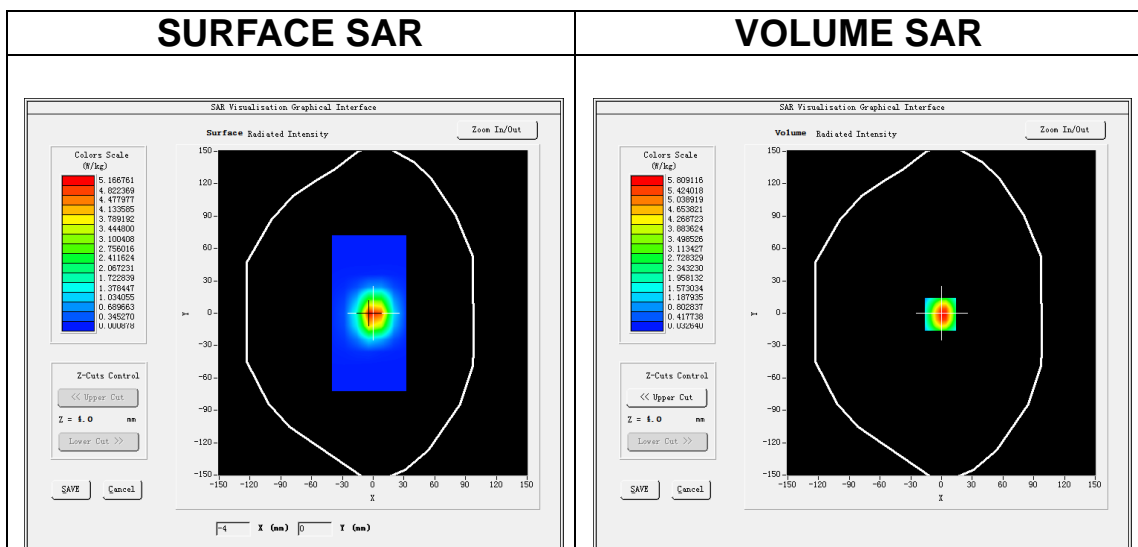 SURFACE SAR
SAR Visualisation Graphical Interface
Surface Radiated Intensity
Zoom In/Out
Colors Scale
(W/kg)
5.166761
4.822369
4.477977
4.133585
3.789192
3.444800
3.100408
2.756016
2.411624
2.067231
1.722839
1.378447
1.034055
0.689663
0.345270
0.000878
Z-Cuts Control
<< Upper Cut
Z = 4.0 mm
Lower Cut >>
SAVE Cancel
150
120
90
60
30
0
-30
-60
-90
-120
-150
Y
-150 -120 -90 -60 -30 0 30 60 90 120 150
X
-4 X (mm) 0 Y (mm)
VOLUME SAR
SAR Visualisation Graphical Interface
Volume Radiated Intensity
Zoom In/Out
Colors Scale
(W/kg)
5.809116
5.424018
5.038919
4.653821
4.268723
3.883624
3.498526
3.113427
2.728329
2.343230
1.958132
1.573034
1.187935
0.802837
0.417738
0.032640
Z-Cuts Control
<< Upper Cut
Z = 4.0 mm
Lower Cut >>
SAVE Cancel
150
120
90
60
30
0
-30
-60
-90
-120
-150
Y
-150 -120 -90 -60 -30 0 30 60 90 120 150
X